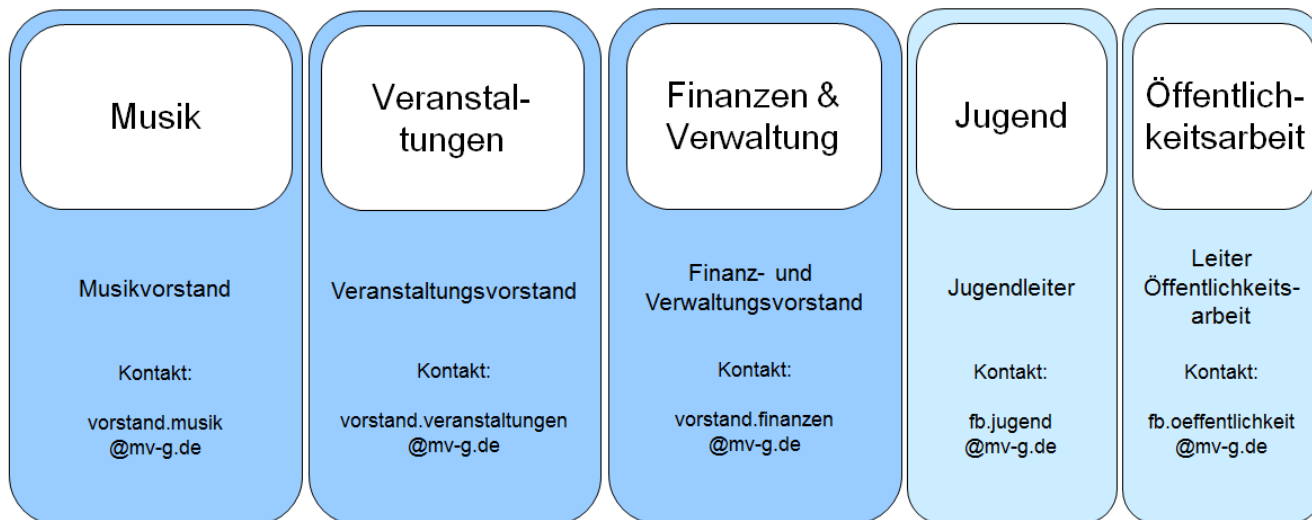 Musik
Musikvorstand
Kontakt:
vorstand.musik
@mv-g.de
Veranstal-
tungen
Veranstaltungsvorstand
Kontakt:
vorstand.veranstaltungen
@mv-g.de
Finanzen &
Verwaltung
Finanz- und
Verwaltungsvorstand
Kontakt:
vorstand.finanzen
@mv-g.de
Jugend
Jugendleiter
Kontakt:
fb.jugend
@mv-g.de
Öffentlich-
keitsarbeit
Leiter
Öffentlichkeits-
arbeit
Kontakt:
fb.oeffentlichkeit
@mv-g.de